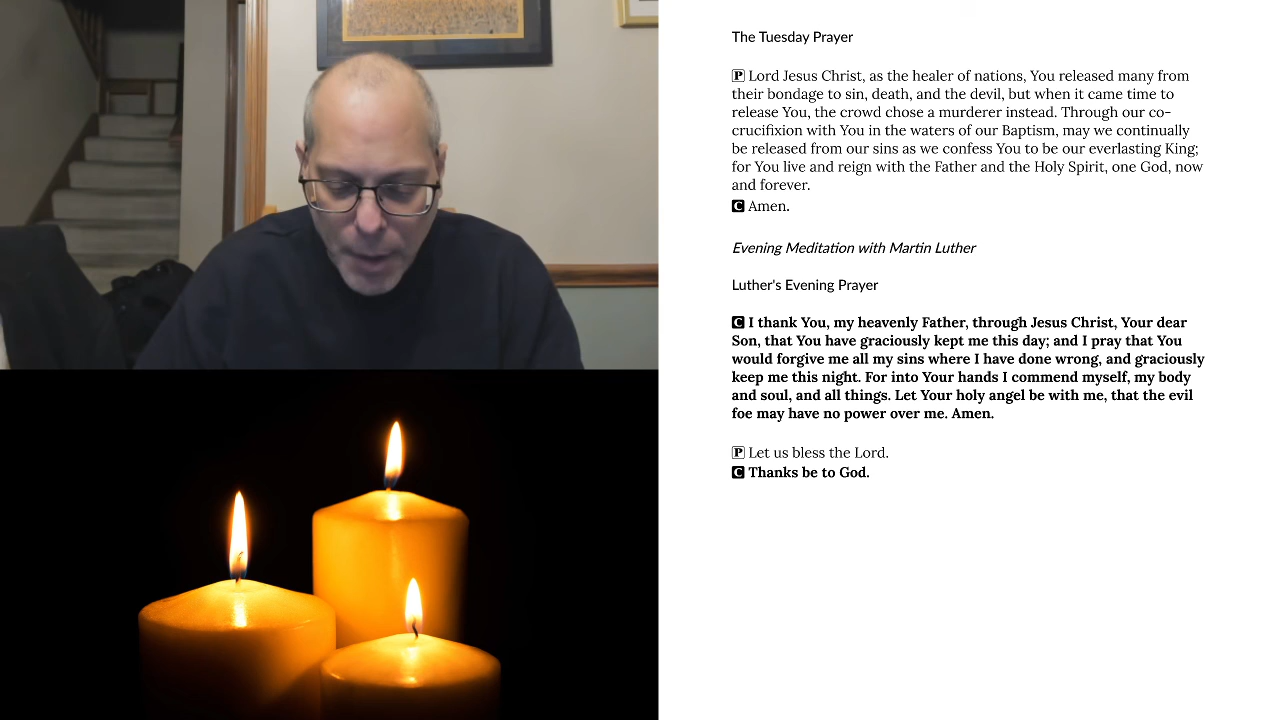 The Tuesday Prayer
P Lord Jesus Christ, as the healer of nations, You released many from
their bondage to sin, death, and the devil, but when it came time to
release You, the crowd chose a murderer instead. Through our co-
crucifixion with You in the waters of our Baptism, may we continually
be released from our sins as we confess You to be our everlasting King;
for You live and reign with the Father and the Holy Spirit, one God, now
and forever.
C Amen.
Evening Meditation with Martin Luther
Luther's Evening Prayer
C I thank You, my heavenly Father, through Jesus Christ, Your dear
Son, that You have graciously kept me this day; and I pray that You
would forgive me all my sins where I have done wrong, and graciously
keep me this night. For into Your hands I commend myself, my body
and soul, and all things. Let Your holy angel be with me, that the evil
foe may have no power over me. Amen.
P Let us bless the Lord.
C Thanks be to God.